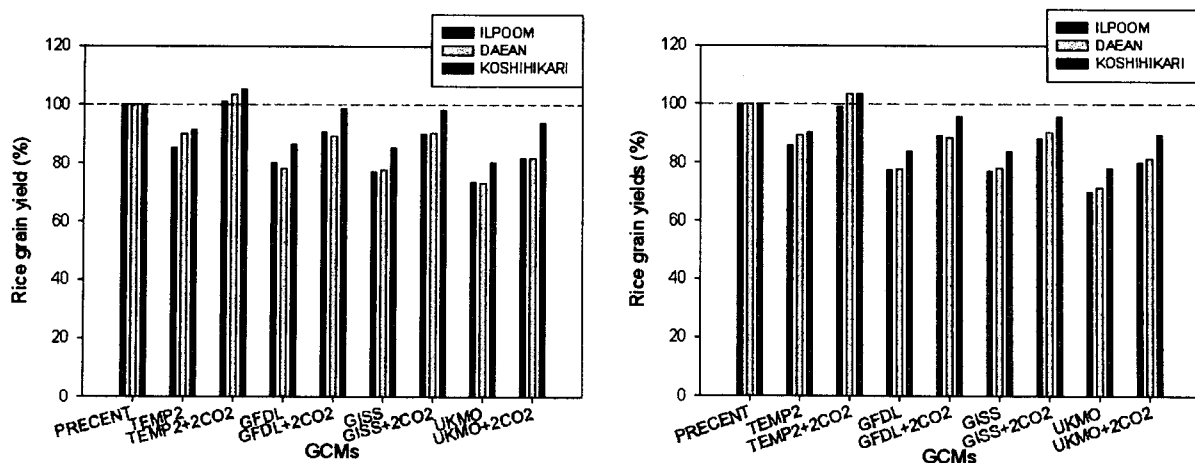 ILPOOM
DAEAN
KOSHIHIKARI
120
100
80
60
40
20
0
Rice grain yield (%)
PRECENT
TEMP2
TEMP2+2CO2
GFDL
GFDL+2CO2
GISS
GISS+2CO2
UKMO
UKMO+2CO2
GCMs
ILPOOM
DAEAN
KOSHIHIKARI
120
100
80
60
40
20
0
Rice grain yields (%)
PRECENT
TEMP2
TEMP2+2CO2
GFDL
GFDL+2CO2
GISS
GISS+2CO2
UKMO
UKMO+2CO2
GCMs